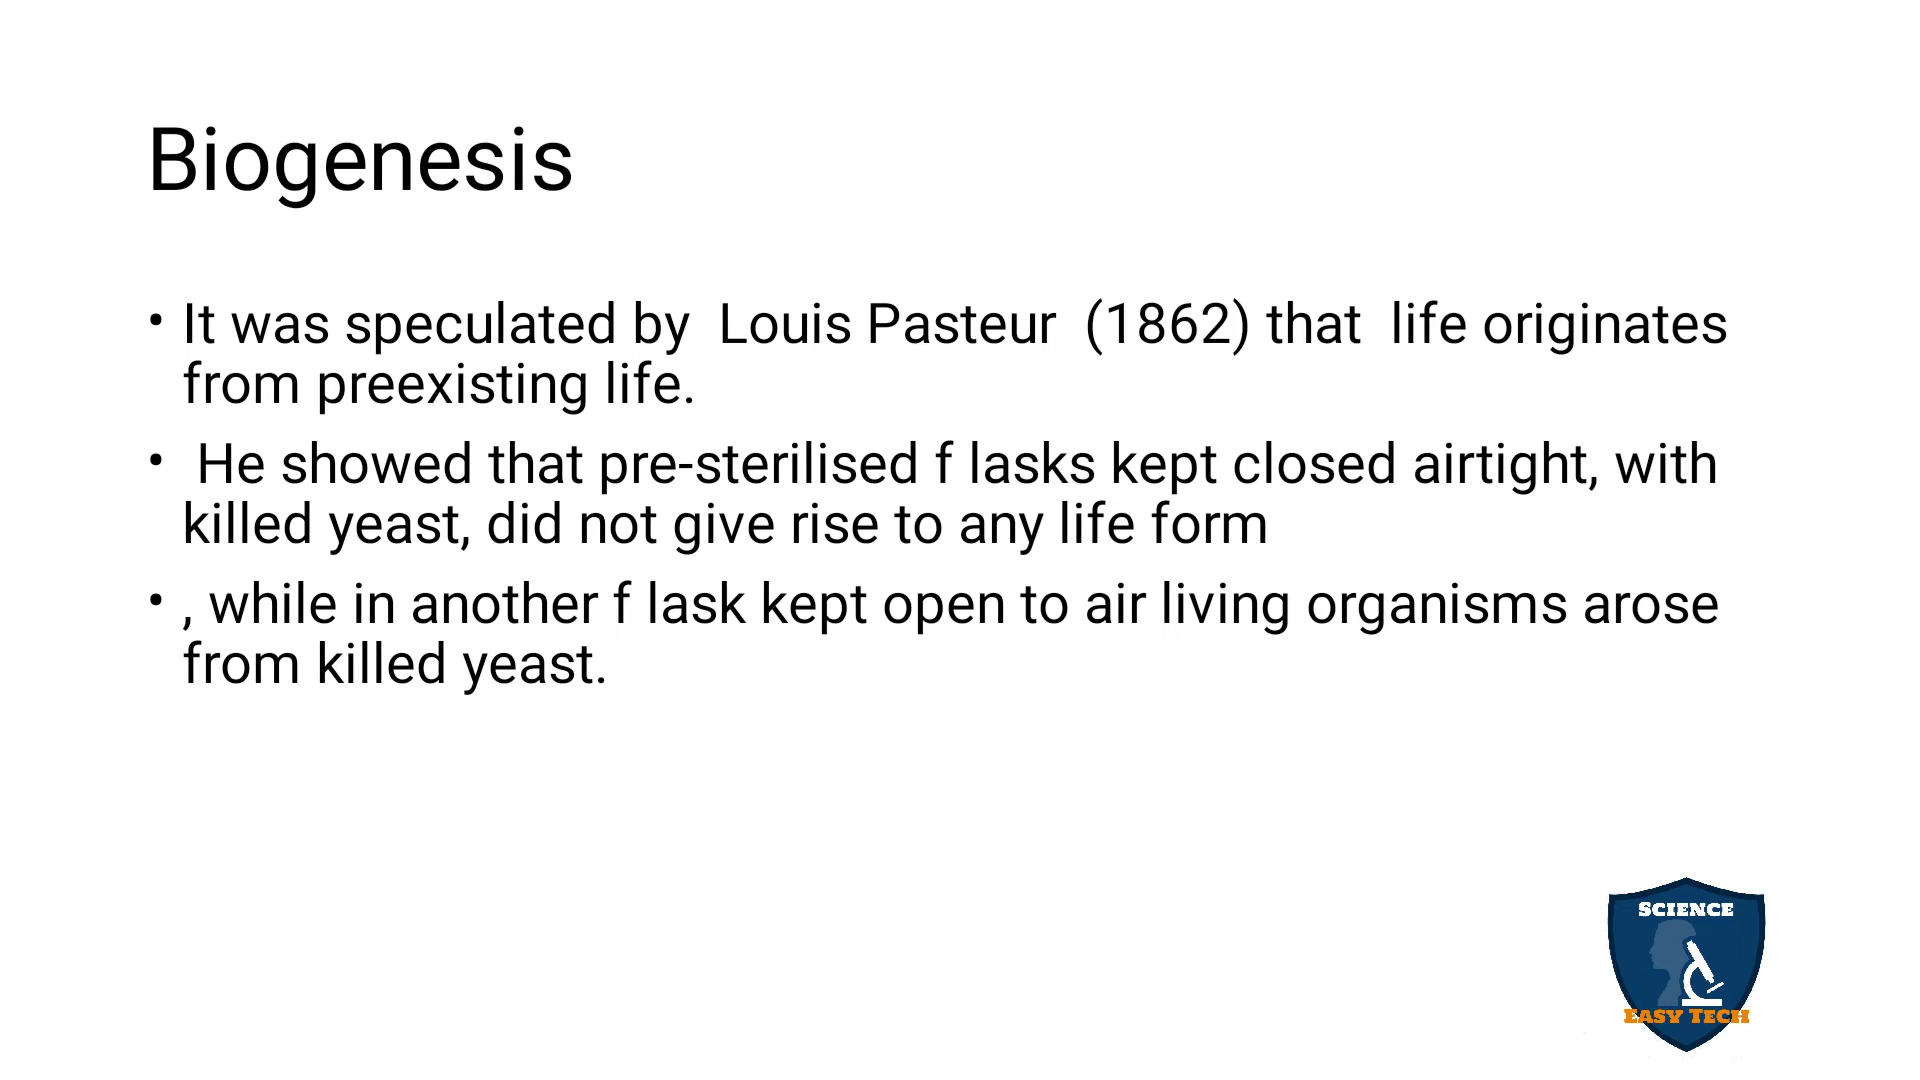 Biogenesis
• It was speculated by  Louis Pasteur  (1862) that  life originates
from preexisting life.
•  He showed that pre-sterilised f lasks kept closed airtight, with
killed yeast, did not give rise to any life form
• , while in another f lask kept open to air living organisms arose
from killed yeast.
SCIENCE
EASY TECH